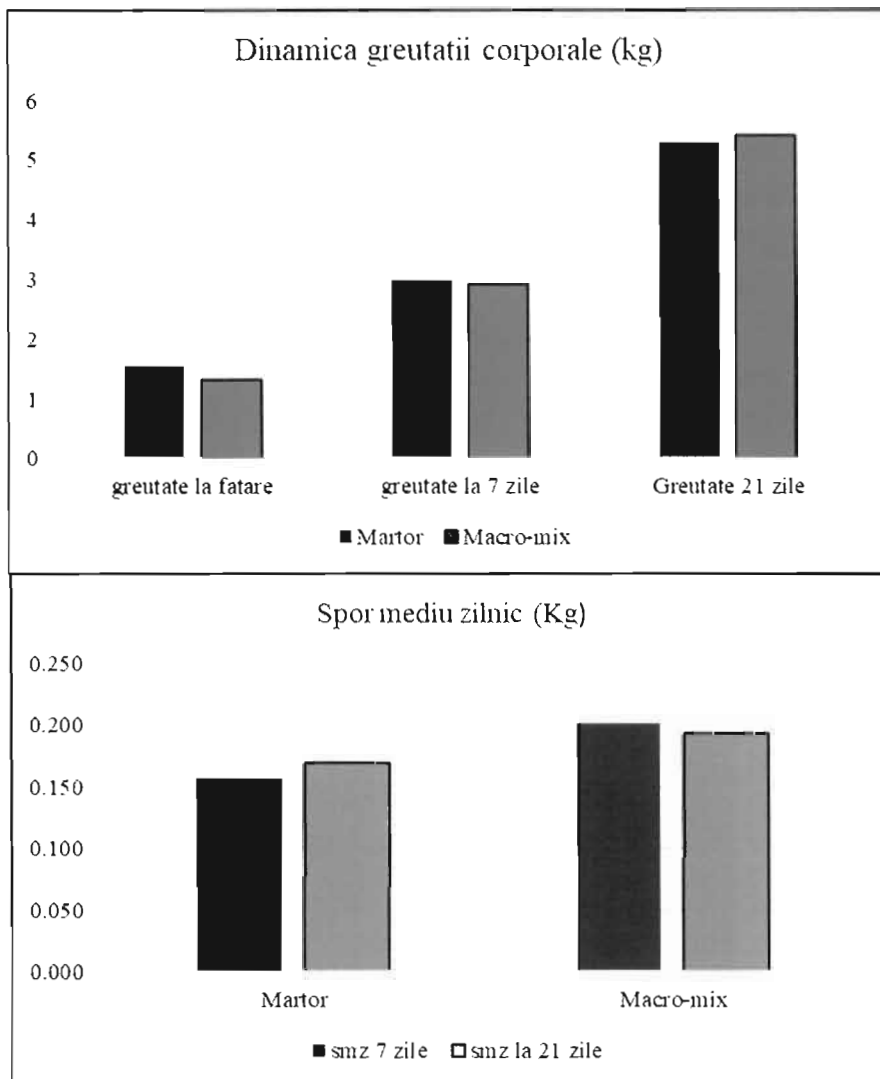 Dinamica greutatii corporale (kg)
6
5
4
3
2
1
0
greutate la fatare greutate la 7 zile Greutate 21 zile
■ Martor ■ Macro-mix
Spor mediu zilnic (Kg)
0.250
0.200
0.150
0.100
0.050
0.000
Martor Macro-mix
■ smz 7 zile □ smz la 21 zile